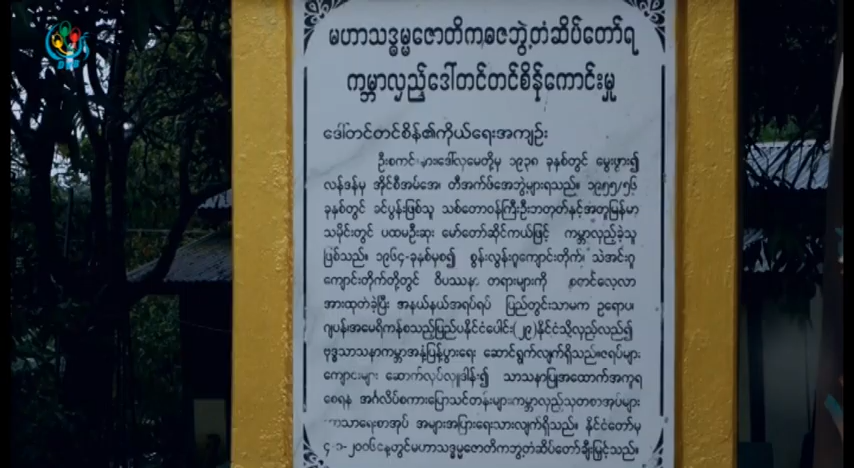 မဟာသဒ္ဓမ္မဇောတိကဓဇဘွဲ့တံဆိပ်တော်ရ
ကမ္ဘာလှည့်ဒေါ်တင်တင်စိန့်ကောင်းမှု
ဒေါ်တင်တင်စိန်၏ကိုယ်ရေးအကျဉ်း
ဦးစကင်း နားဒေါ်လှမေတို့မှ ၁၉၃၈ ခုနှစ်တွင် မွေးဖွား၍
လန်ဒန်မှ အိုင်စီအမ်အေ၊ တီအက်ဖ်အေဘွဲ့များရသည်။ ၁၉၅၅/၅၆
ခုနှစ်တွင် ခင်ပွန်းဖြစ်သူ သစ်တောဝန်ကြီးဦးဘတုတ်နှင့်အတူမြန်မာ
သမိုင်းတွင် ပထမဦးဆုံး မော်တော်ဆိုင်ကယ်ဖြင့် ကမ္ဘာလှည့်ခဲ့သူ
ဖြစ်သည်။ ၁၉၆၄-ခုနှစ်မှစ၍ စွန်းလွန်းဂူကျောင်းတိုက်၊ သဲအင်းဂူ
ကျောင်းတိုက်တို့တွင် ဝိပဿနာ တရားများကို စတင်လေ့လာ
အားထုတ်ခဲ့ပြီး အနယ်နယ်အရပ်ရပ် ပြည်တွင်းသာမက ဥရောပ၊
ဂျပန်၊အမေရိကန်စသည့်ပြည်ပနိုင်ငံပေါင်း(၂၉)နိုင်ငံသို့လှည့်လည်၍
ဗုဒ္ဓသာသနာကမ္ဘာအနှံ့ပြန့်ပွားရေး ဆောင်ရွက်လျက်ရှိသည်။ဇရပ်များ
ကျောင်းများ ဆောက်လုပ်လှူဒါန်း၍ သာသနာပြုအထောက်အကူရ
စေရန် အင်္ဂလိပ်စကားပြောသင်တန်းများ၊ကမ္ဘာလှည့်သုတစာအုပ်များ
ဘာသာရေးစာအုပ် အများအပြားရေးသားလျက်ရှိသည်။ နိုင်ငံတော်မှ
၄-၁-၂၀၀၆နေ့တွင်မဟာသဒ္ဓမ္မဇောတိကဘွဲ့တံဆိပ်တော်ချီးမြှင့်သည်။